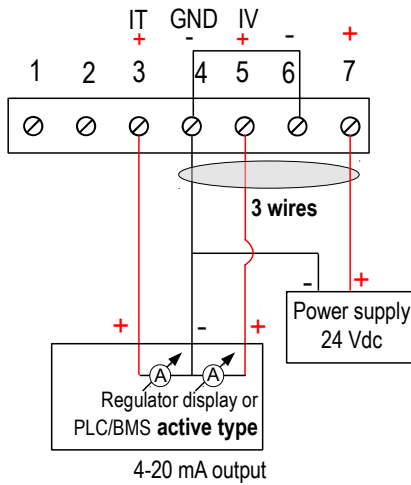 IT GND IV
+ - + - +
1 2 3 4 5 6 7
3 wires
- +
+ - +
Power supply
24 Vdc
A A
Regulator display or
PLC/BMS active type
4-20 mA output